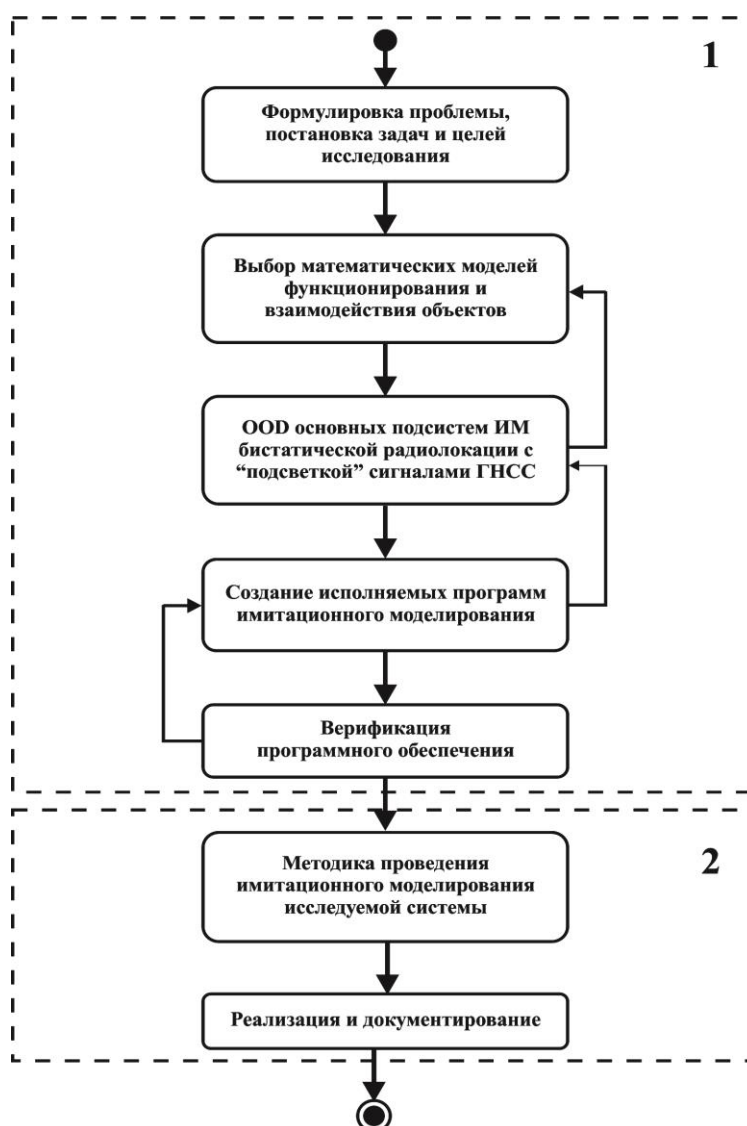 1
Формулировка проблемы,
постановка задач и целей
исследования
Выбор математических моделей
функционирования и
взаимодействия объектов
OOD основных подсистем ИМ
бистатической радиолокации с
“подсветкой” сигналами ГНСС
Создание исполняемых программ
имитационного моделирования
Верификация
программного обеспечения
2
Методика проведения
имитационного моделирования
исследуемой системы
Реализация и документирование